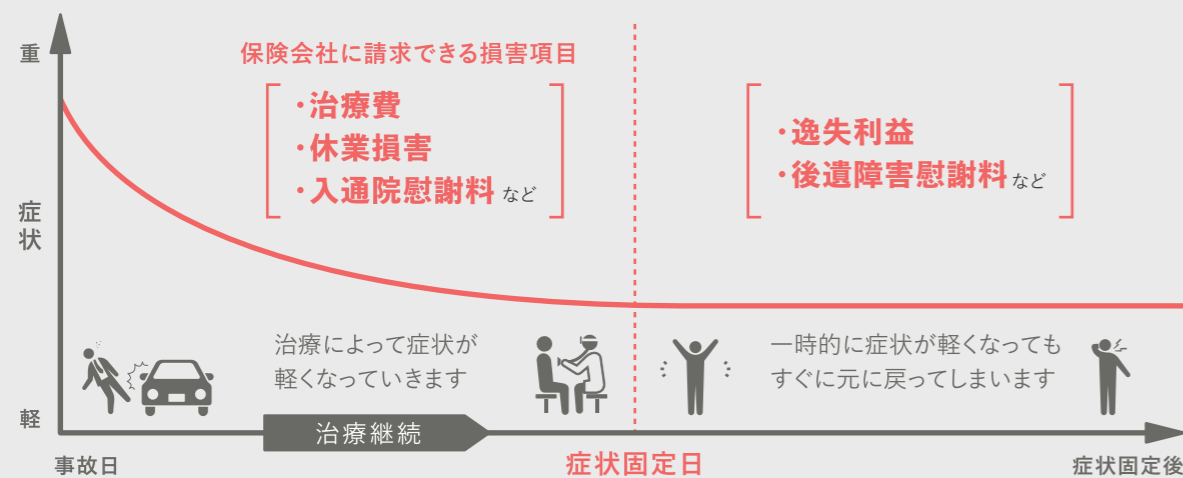 重
保険会社に請求できる損害項目
・治療費
・休業損害
・入通院慰謝料 など
・逸失利益
・後遺障害慰謝料 など
症状
治療によって症状が
軽くなっていきます
一時的に症状が軽くなっても
すぐに元に戻ってしまいます
軽
治療継続
事故日
症状固定日
症状固定後